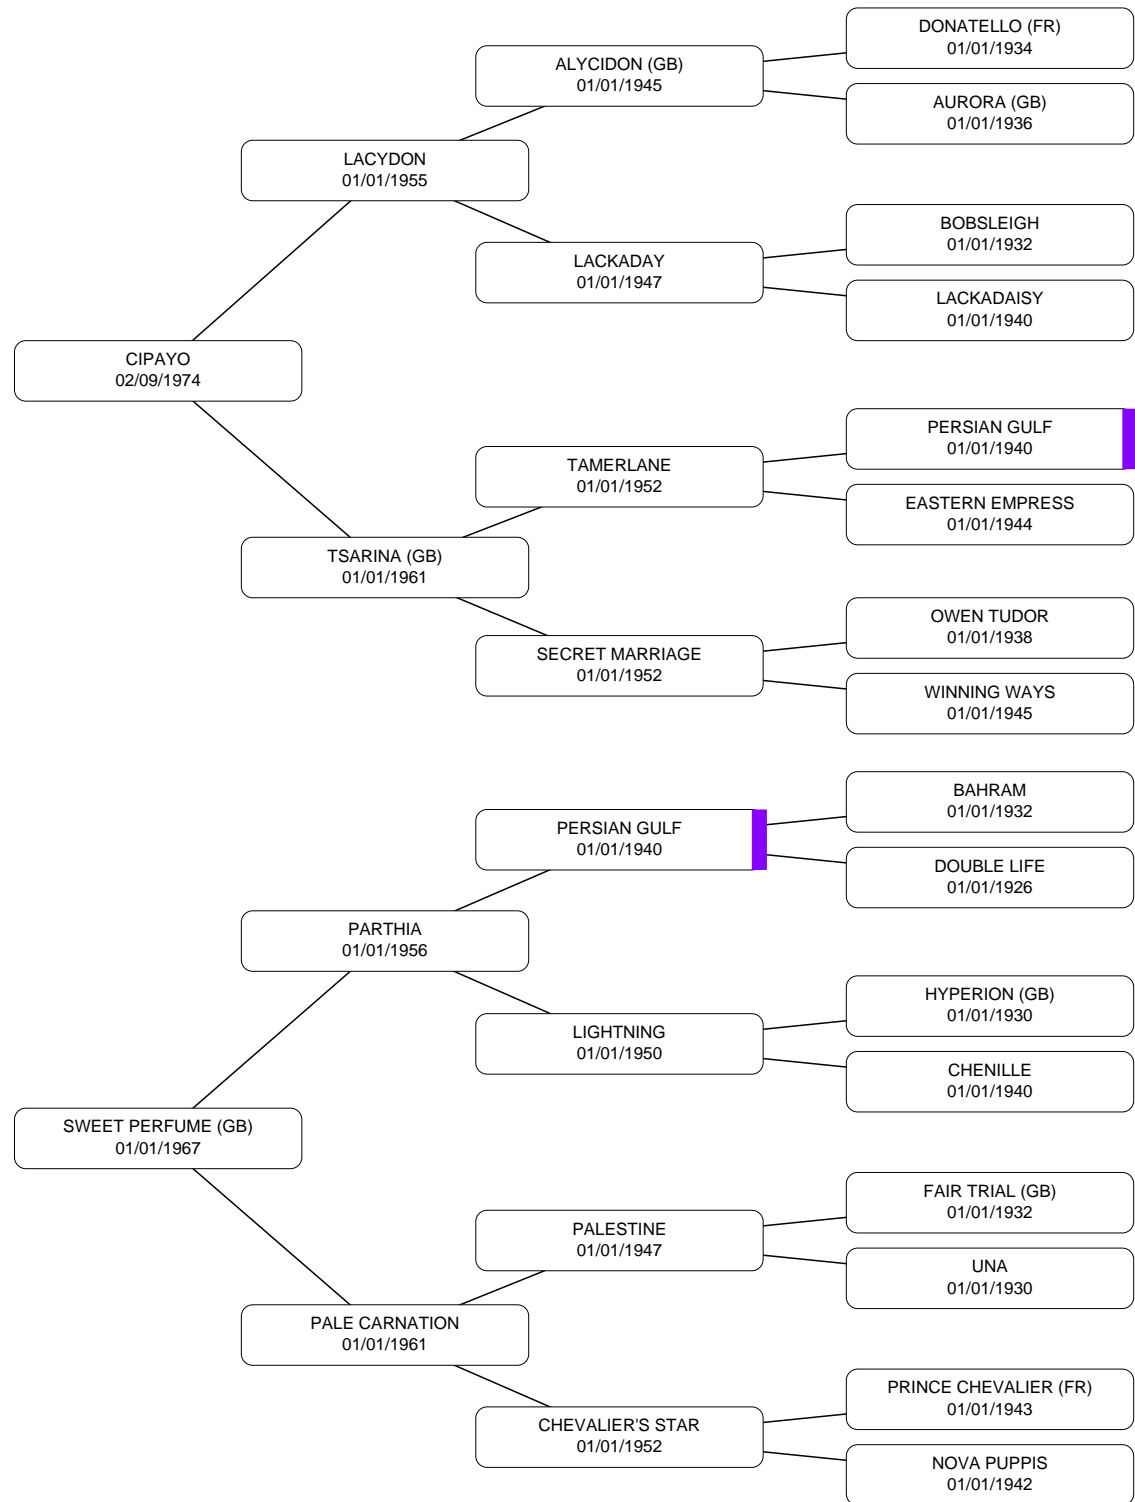 DONATELLO (FR)
01/01/1934
ALYCIDON (GB)
01/01/1945
AURORA (GB)
01/01/1936
LACYDON
01/01/1955
BOBSLEIGH
01/01/1932
LACKADAY
01/01/1947
LACKADAISY
01/01/1940
CIPAYO
02/09/1974
PERSIAN GULF
01/01/1940
TAMERLANE
01/01/1952
EASTERN EMPRESS
01/01/1944
TSARINA (GB)
01/01/1961
OWEN TUDOR
01/01/1938
SECRET MARRIAGE
01/01/1952
WINNING WAYS
01/01/1945
BAHRAM
01/01/1932
PERSIAN GULF
01/01/1940
DOUBLE LIFE
01/01/1926
PARTHIA
01/01/1956
HYPERION (GB)
01/01/1930
LIGHTNING
01/01/1950
CHENILLE
01/01/1940
SWEET PERFUME (GB)
01/01/1967
FAIR TRIAL (GB)
01/01/1932
PALESTINE
01/01/1947
UNA
01/01/1930
PALE CARNATION
01/01/1961
PRINCE CHEVALIER (FR)
01/01/1943
CHEVALIER'S STAR
01/01/1952
NOVA PUPPIS
01/01/1942